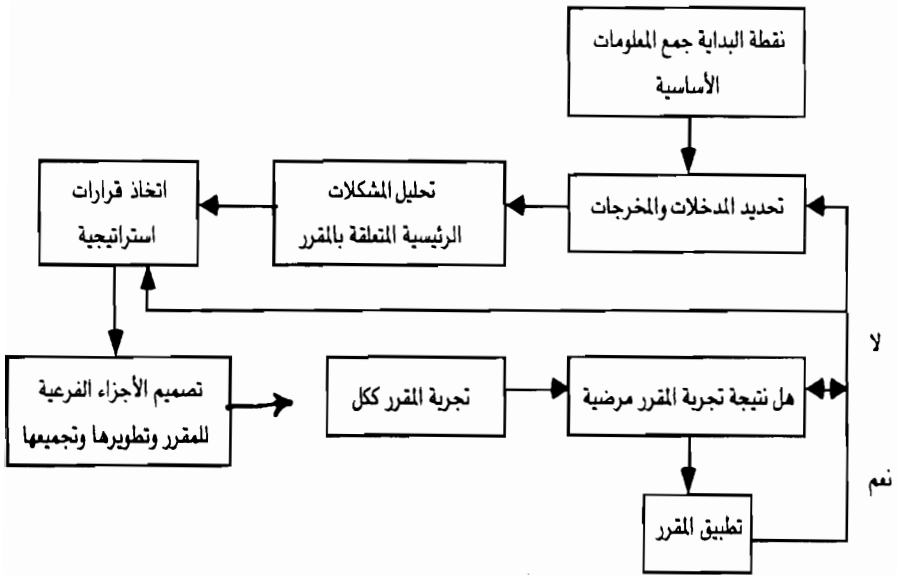 نقطة البداية جمع المعلومات
الأساسية
تحديد المدخلات والمخرجات
تحليل المشكلات
الرئيسية المتعلقة بالمقرر
اتخاذ قرارات
استراتيجية
تصميم الأجزاء الفرعية
للمقرر وتطويرها وتجميعها
تجربة المقرر ككل
هل نتيجة تجربة المقرر مرضية
لا
نعم
تطبيق المقرر